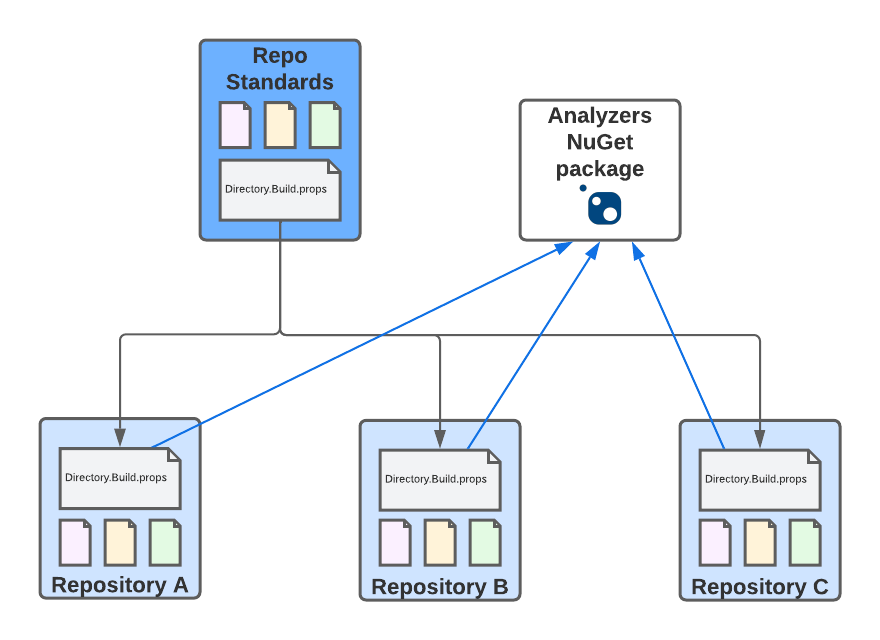 Repo
Standards
Directory.Build.props
Analyzers
NuGet
package
Directory.Build.props
Repository A
Directory.Build.props
Repository B
Directory.Build.props
Repository C